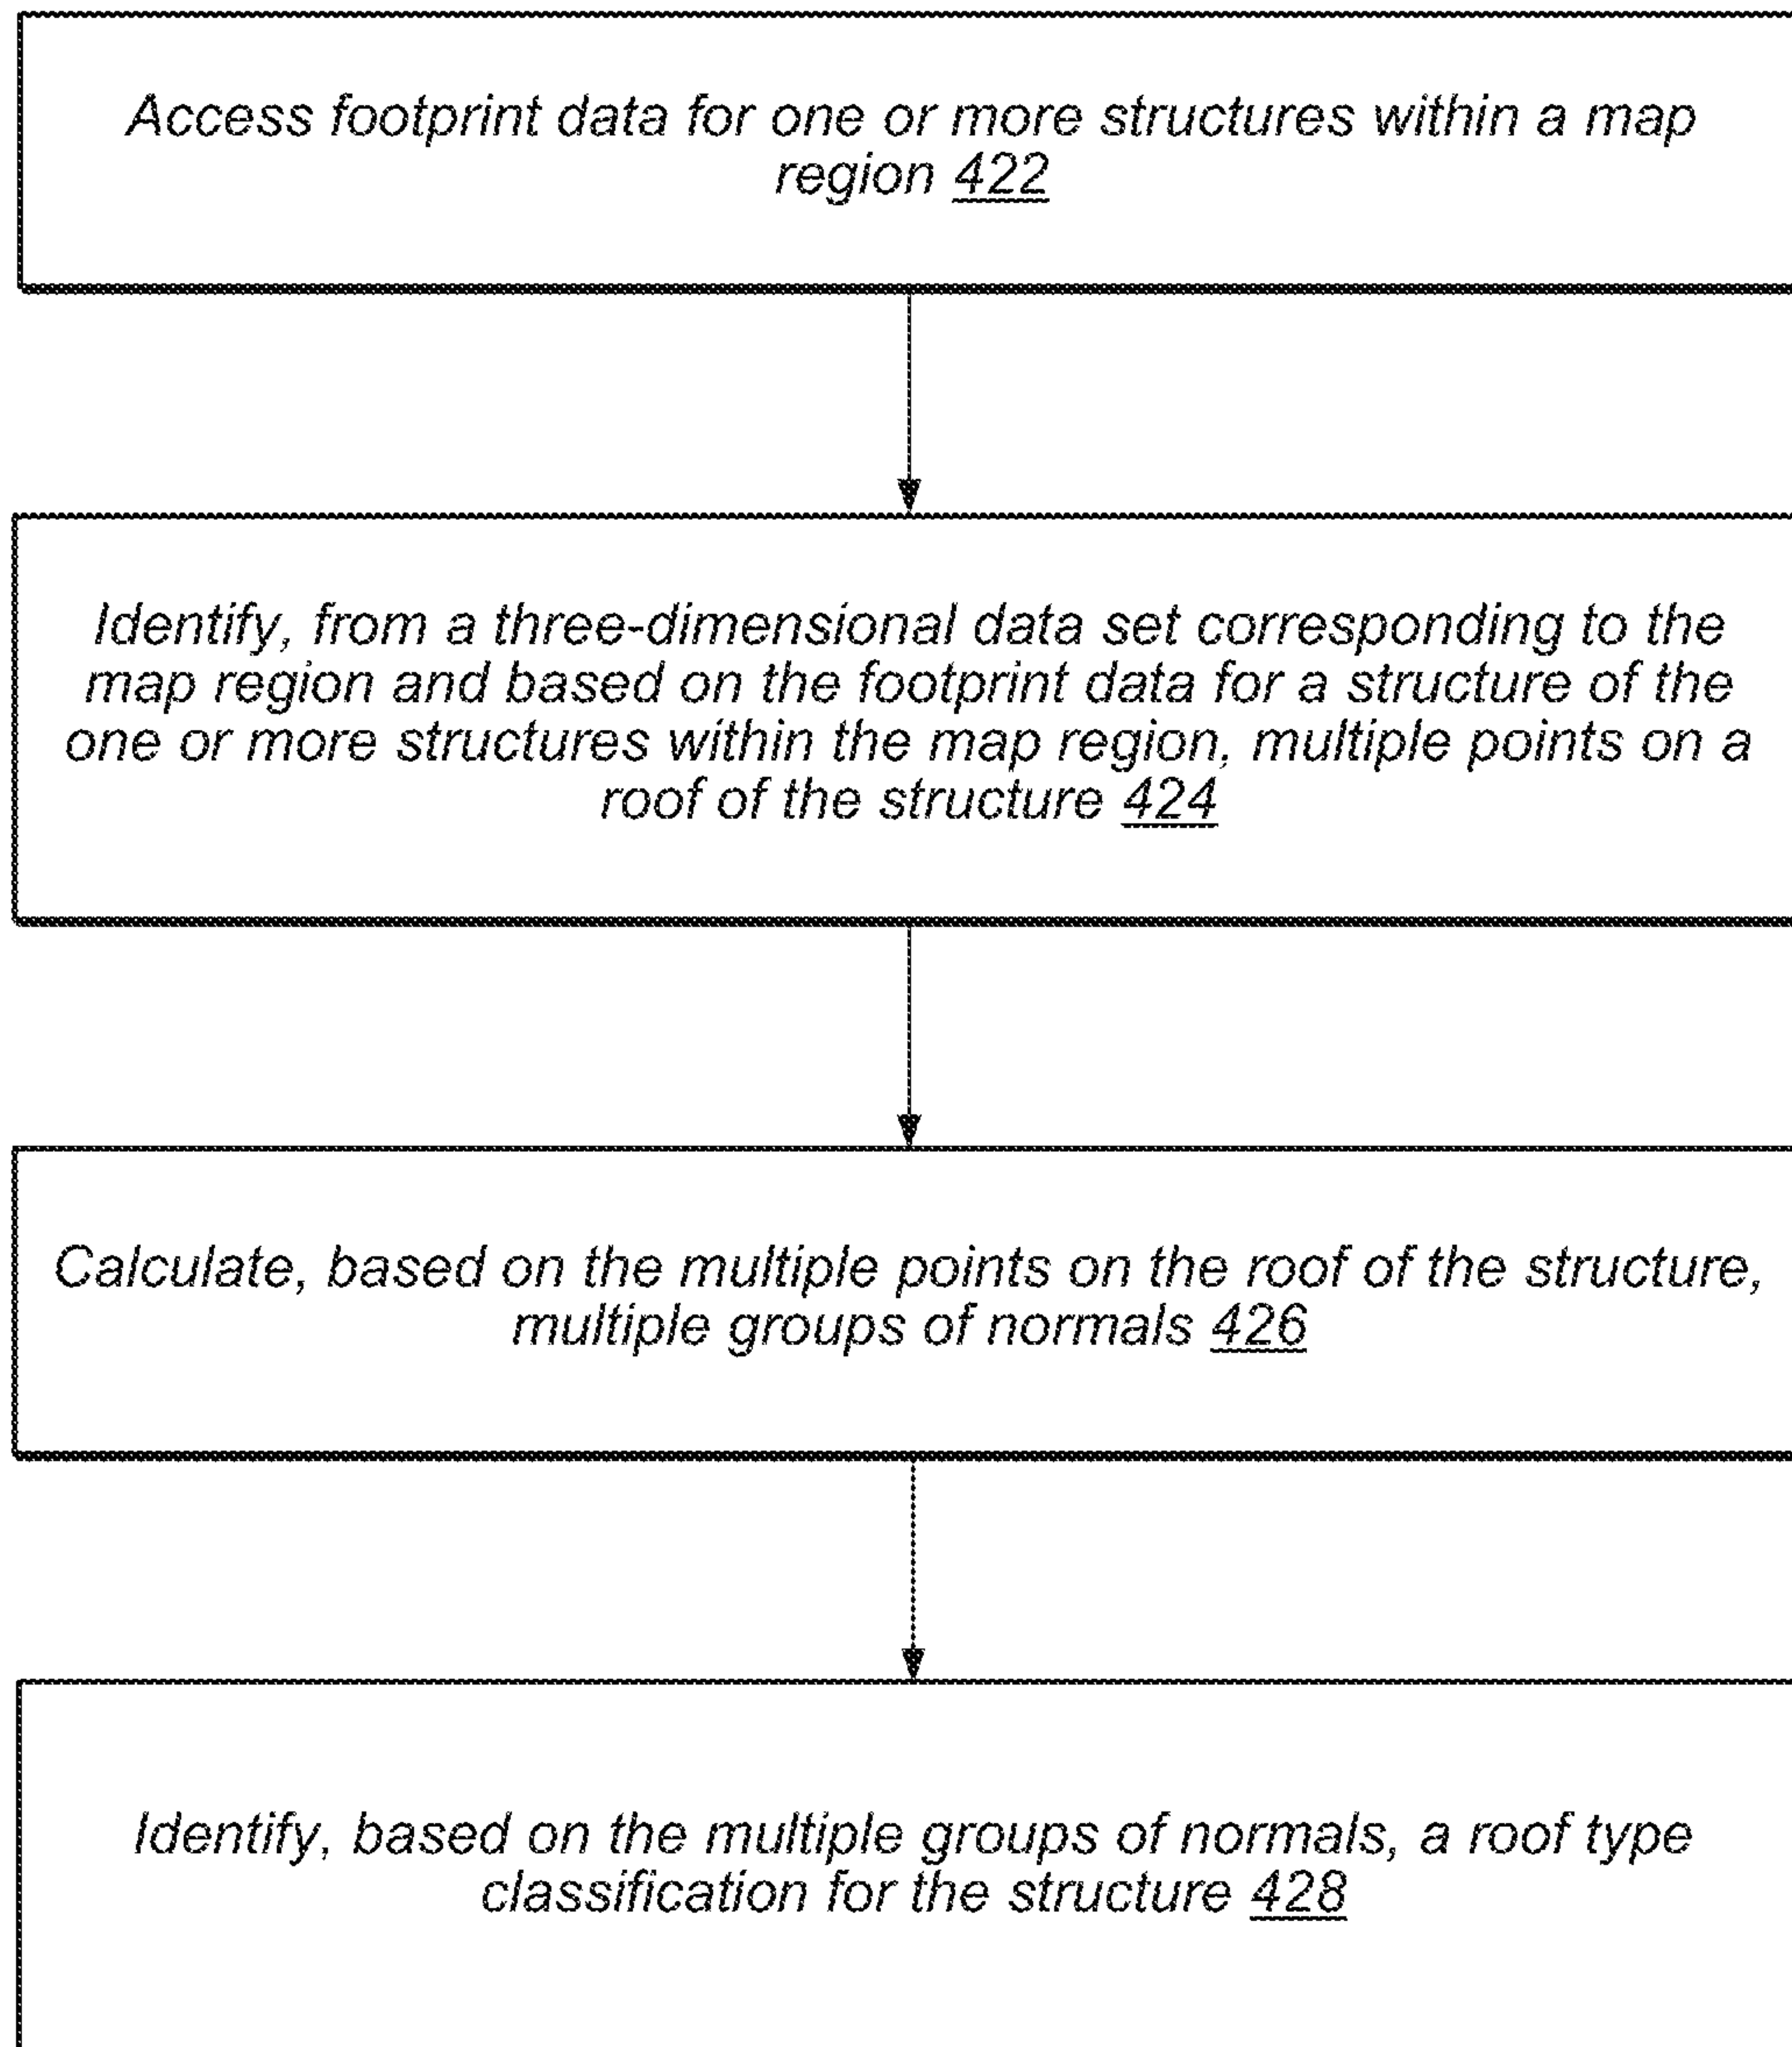 Access footprint data for one or more structures within a map
region 422
Identify, from a three-dimensional data set corresponding to the
map region and based on the footprint data for a structure of the
one or more structures within the map region, multiple points on a
roof of the structure 424
Calculate, based on the multiple points on the roof of the structure,
multiple groups of normals 426
Identify, based on the multiple groups of normals, a roof type
classification for the structure 428